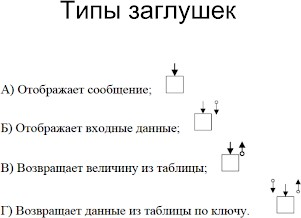 Типы заглушек
А) Отображает сообщение;
Б) Отображает входные данные;
В) Возвращает величину из таблицы;
Г) Возвращает данные из таблицы по ключу.